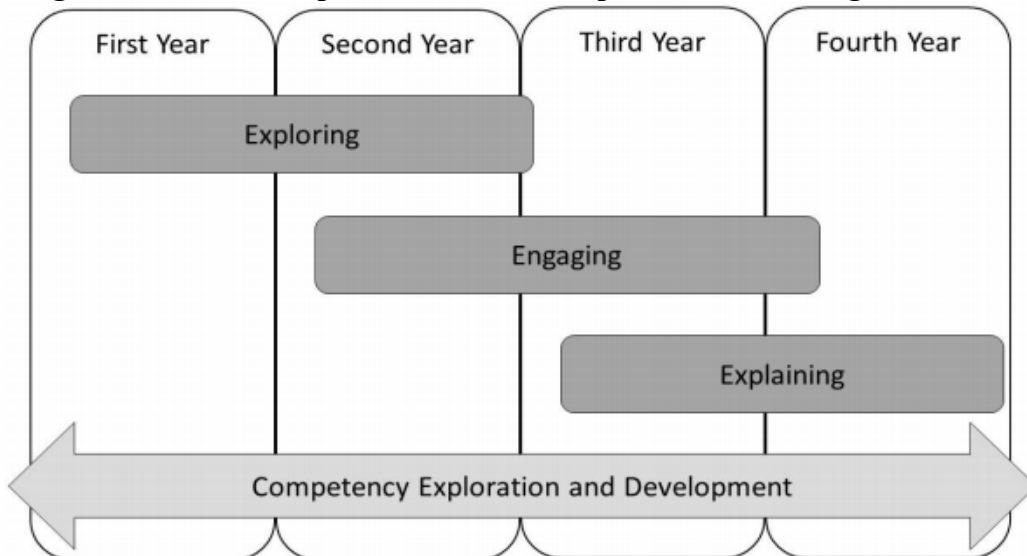 First Year
Second Year
Third Year
Fourth Year
Exploring
Engaging
Explaining
Competency Exploration and Development